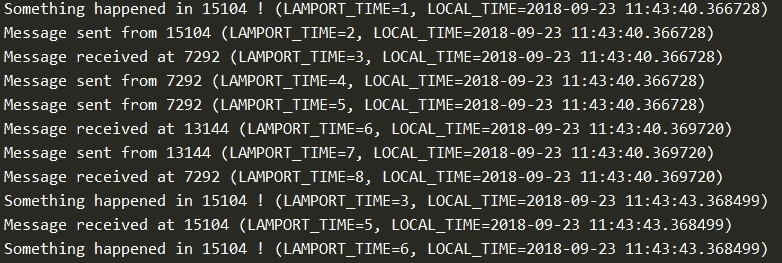 Something happened in 15104 ! (LAMPORT_TIME=1, LOCAL_TIME=2018-09-23 11:43:40.366728)
Message sent from 15104 (LAMPORT_TIME=2, LOCAL_TIME=2018-09-23 11:43:40.366728)
Message received at 7292 (LAMPORT_TIME=3, LOCAL_TIME=2018-09-23 11:43:40.366728)
Message sent from 7292 (LAMPORT_TIME=4, LOCAL_TIME=2018-09-23 11:43:40.366728)
Message sent from 7292 (LAMPORT_TIME=5, LOCAL_TIME=2018-09-23 11:43:40.366728)
Message received at 13144 (LAMPORT_TIME=6, LOCAL_TIME=2018-09-23 11:43:40.369720)
Message sent from 13144 (LAMPORT_TIME=7, LOCAL_TIME=2018-09-23 11:43:40.369720)
Message received at 7292 (LAMPORT_TIME=8, LOCAL_TIME=2018-09-23 11:43:40.369720)
Something happened in 15104 ! (LAMPORT_TIME=3, LOCAL_TIME=2018-09-23 11:43:43.368499)
Message received at 15104 (LAMPORT_TIME=5, LOCAL_TIME=2018-09-23 11:43:43.368499)
Something happened in 15104 ! (LAMPORT_TIME=6, LOCAL_TIME=2018-09-23 11:43:43.368499)